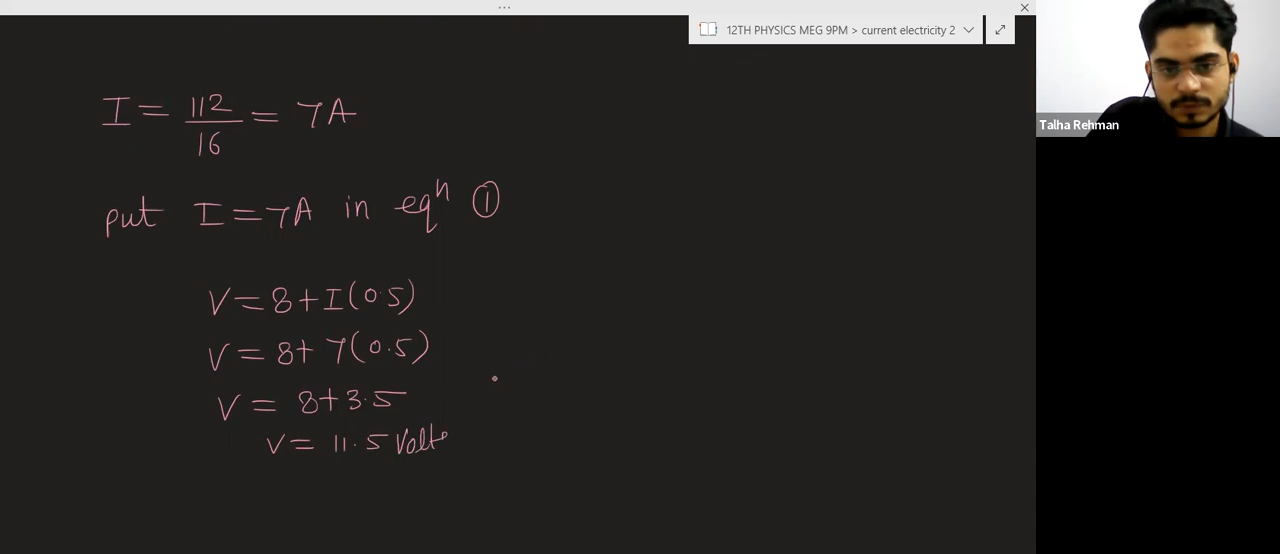 12TH PHYSICS MEG 9PM > current electricity 2
Talha Rehman
I = 112/16 = 7A
put I = 7A in eqⁿ ①
V = 8 + I(0.5)
V = 8 + 7(0.5)
V = 8 + 3.5
V = 11.5 Volts